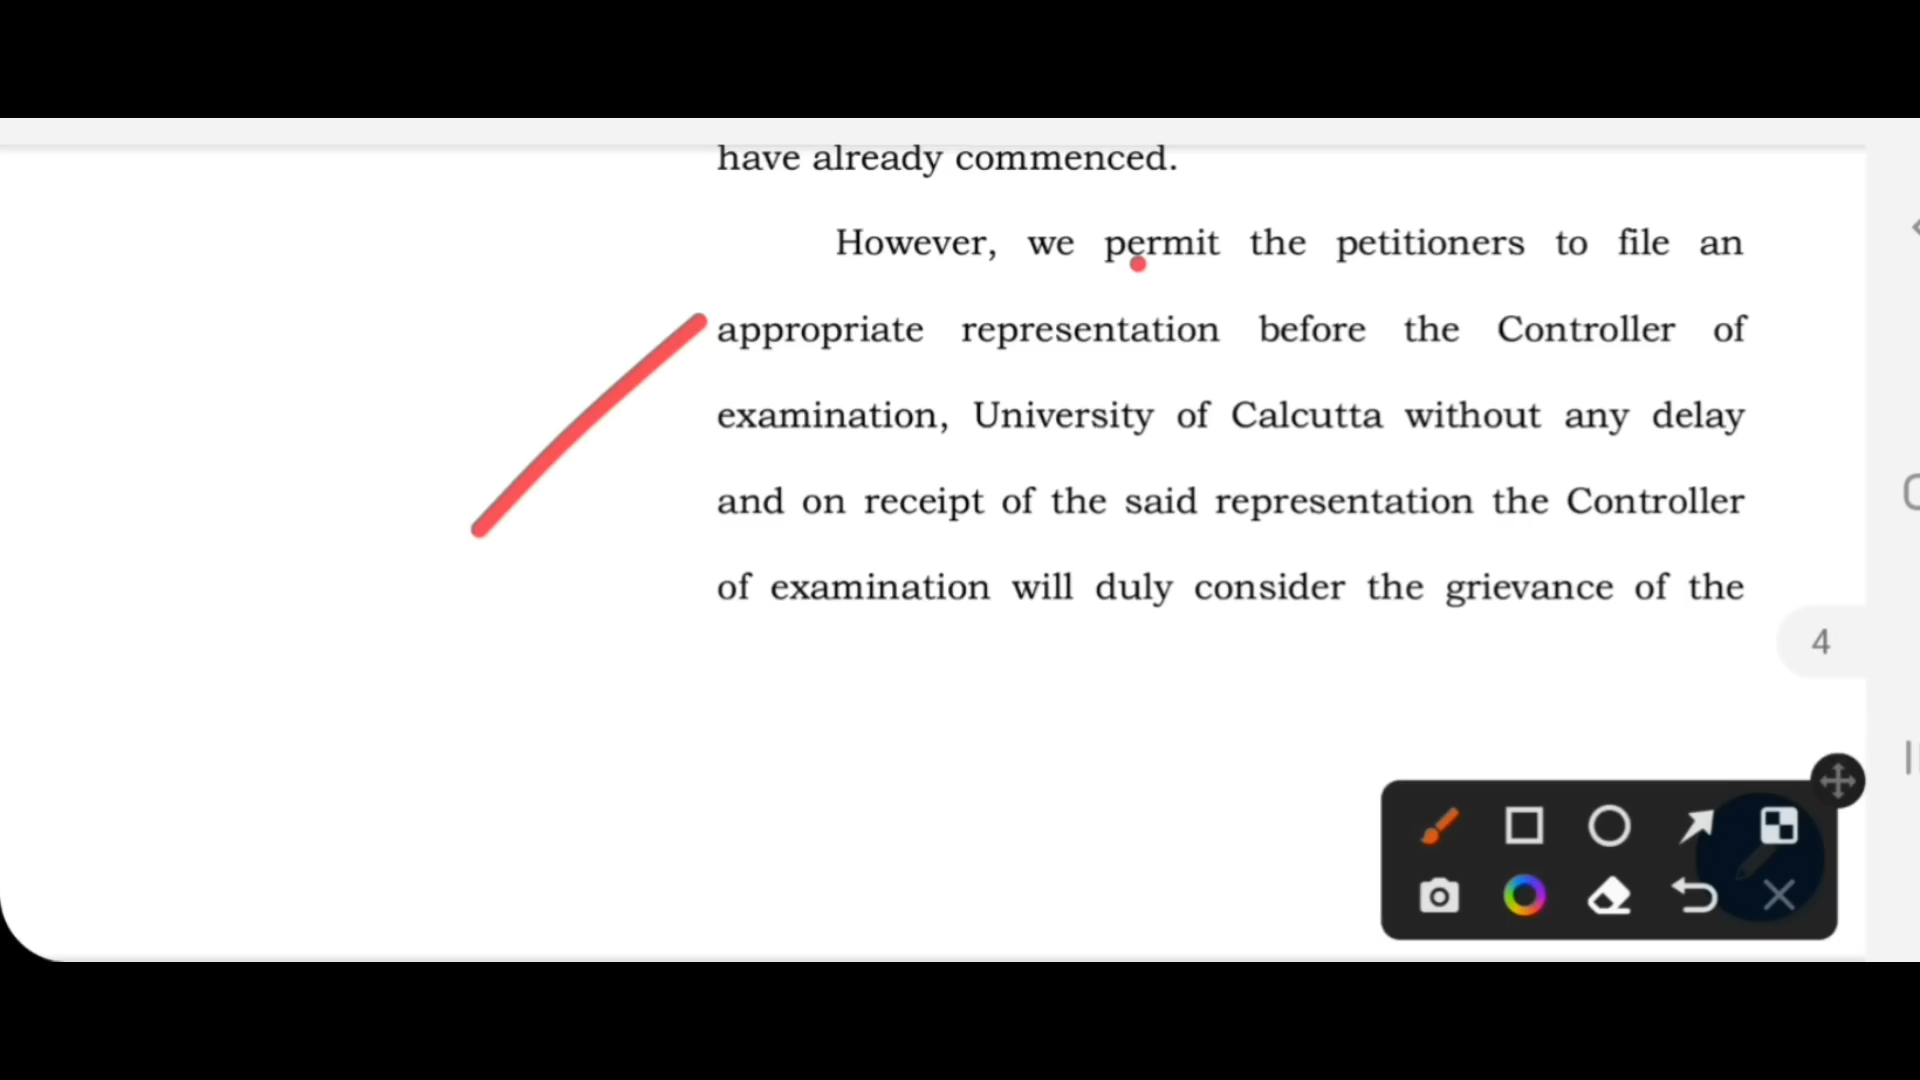 have already commenced.
However, we permit the petitioners to file an
appropriate representation before the Controller of
examination, University of Calcutta without any delay
and on receipt of the said representation the Controller
of examination will duly consider the grievance of the
4